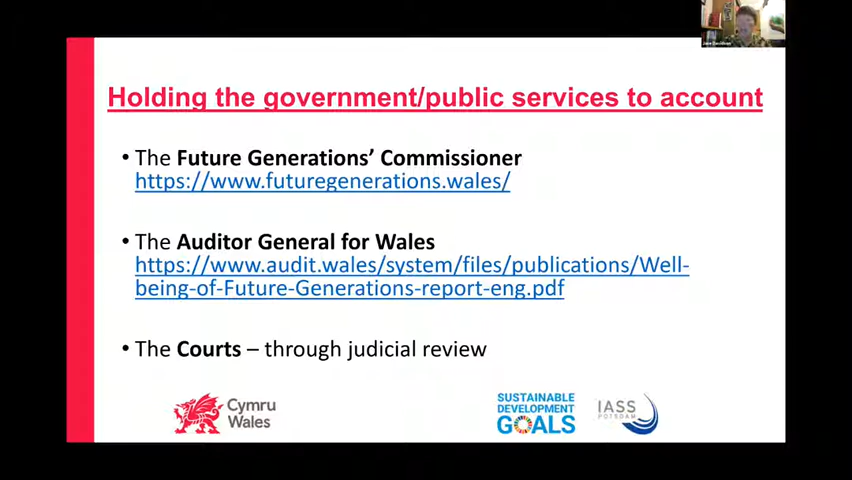 Holding the government/public services to account
• The Future Generations’ Commissioner
https://www.futuregenerations.wales/
• The Auditor General for Wales
https://www.audit.wales/system/files/publications/Well-
being-of-Future-Generations-report-eng.pdf
• The Courts – through judicial review
Cymru
Wales
SUSTAINABLE
DEVELOPMENT
GOALS
IASS
POTSDAM